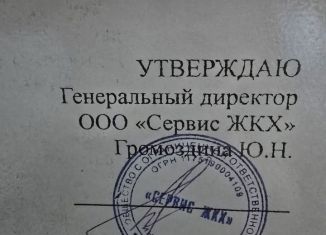 УТВЕРЖДАЮ
Генеральный директор
ООО «Сервис ЖКХ»
Громоздина Ю.Н.
«СЕРВИС ЖКХ»